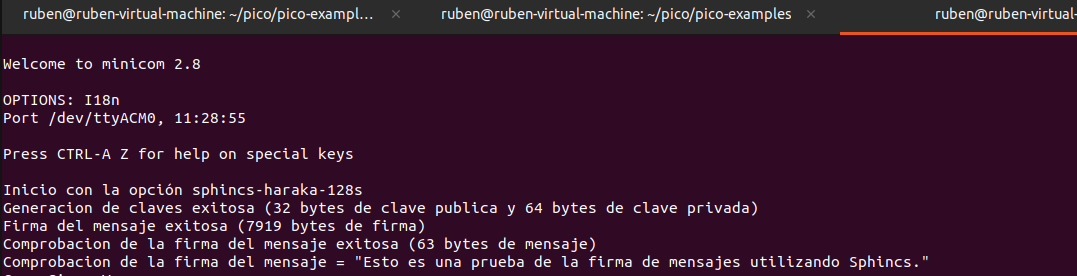 ruben@ruben-virtual-machine: ~/pico/pico-exampl... × ruben@ruben-virtual-machine: ~/pico/pico-examples × ruben@ruben-virtual-
Welcome to minicom 2.8
OPTIONS: I18n
Port /dev/ttyACM0, 11:28:55
Press CTRL-A Z for help on special keys
Inicio con la opción sphincs-haraka-128s
Generacion de claves exitosa (32 bytes de clave publica y 64 bytes de clave privada)
Firma del mensaje exitosa (7919 bytes de firma)
Comprobacion de la firma del mensaje exitosa (63 bytes de mensaje)
Comprobacion de la firma del mensaje = "Esto es una prueba de la firma de mensajes utilizando Sphincs."